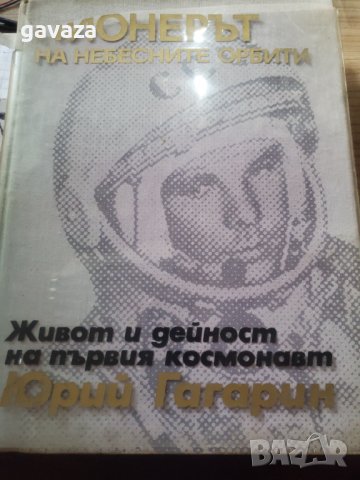 gavaza
ПИОНЕРЪТ
НА НЕБЕСНИТЕ ОРБИТИ
Живот и дейност
на първия космонавт
Юрий Гагарин
BAZAR